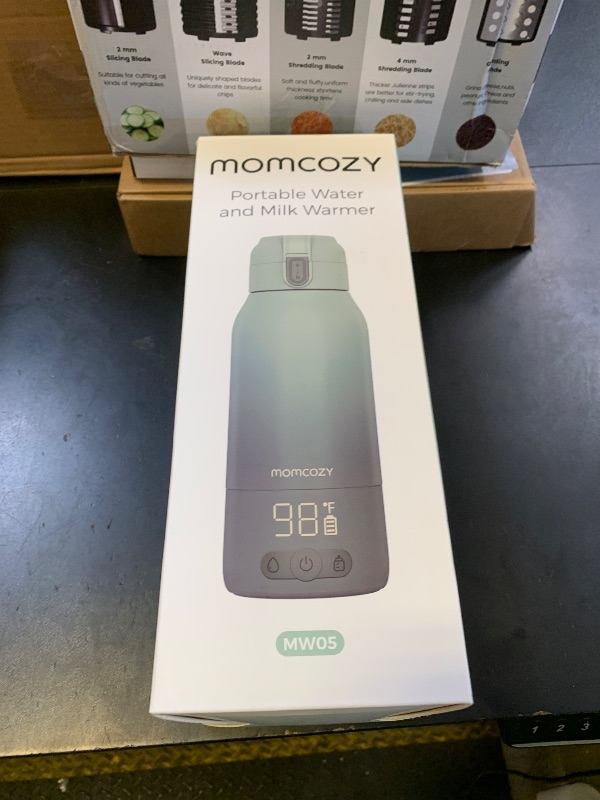 2 mm
Slicing Blade
Suitable for cutting all
kinds of vegetables
Wave
Slicing Blade
Uniquely shaped blades
for delicate and flavorful
chips
2 mm
Shredding Blade
Soft and fluffy uniform
thickness shortens
cooking time
4 mm
Shredding Blade
Thicker Julienne strips
are better for stir-frying,
chilling and side dishes
momcozy
Portable Water
and Milk Warmer
momcozy
98°F
MW05
1 2 3